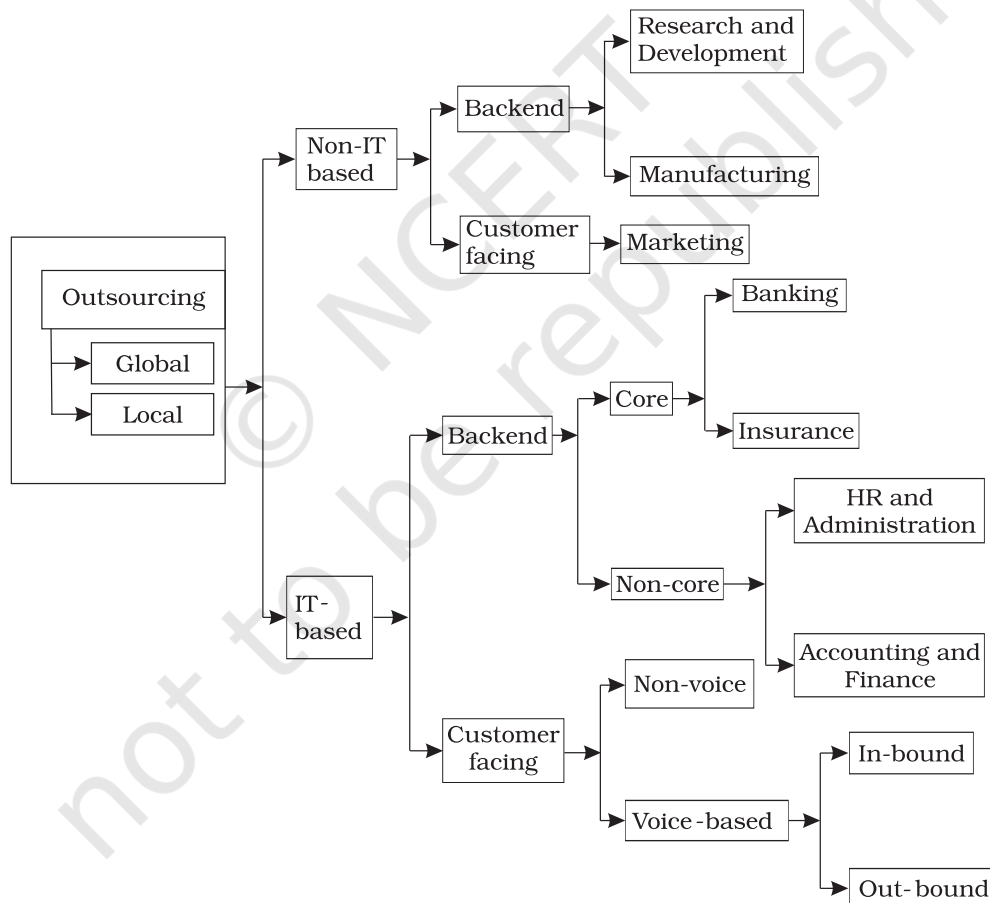 Research and
Development
Backend
Non-IT
based
Manufacturing
Customer
facing
Marketing
Outsourcing
Global
Local
Banking
Core
Backend
Insurance
HR and
Administration
Non-core
IT-
based
Accounting and
Finance
Non-voice
Customer
facing
In-bound
Voice-based
Out-bound
© NCERT
not to be republish